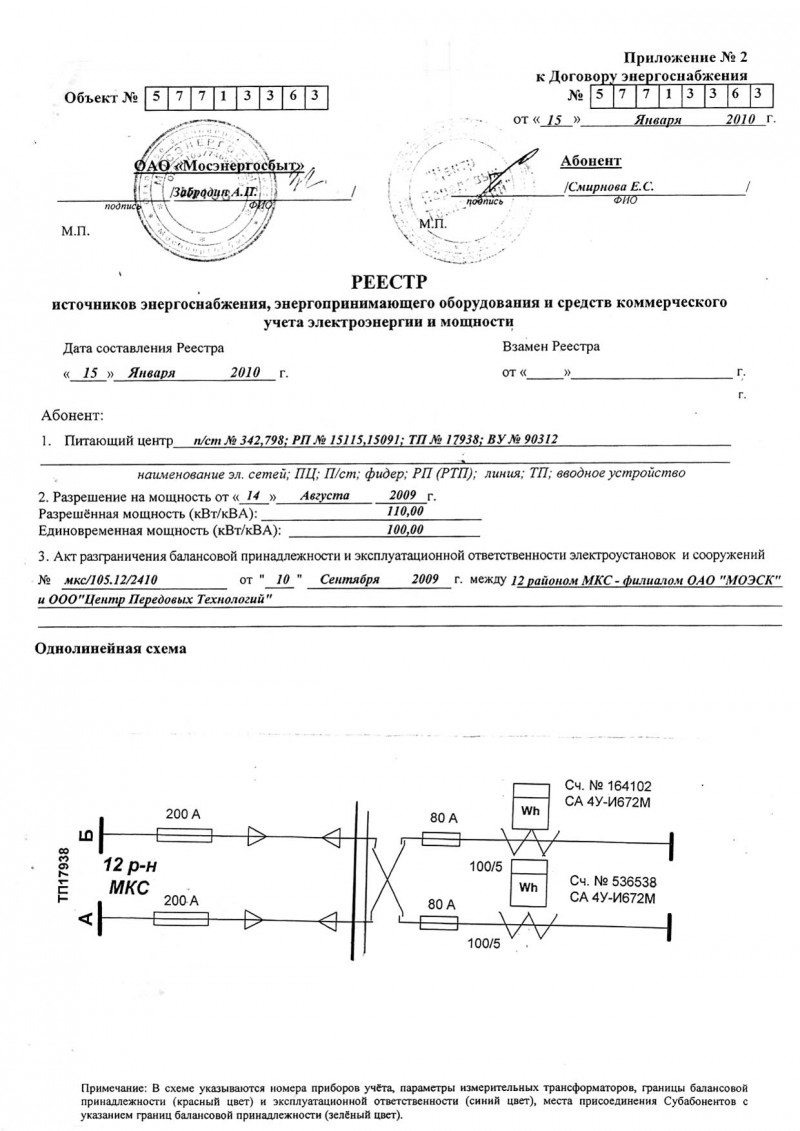 Приложение № 2
к Договору энергоснабжения
Объект № 5 7 7 1 3 3 6 3
№ 5 7 7 1 3 3 6 3
от « 15 » Января 2010 г.
ОАО «Мосэнергосбыт»
Абонент
/Забродин А.П. /
/Смирнова Е.С. /
подпись ФИО
подпись ФИО
М.П.
М.П.
РЕЕСТР
источников энергоснабжения, энергопринимающего оборудования и средств коммерческого
учета электроэнергии и мощности
Дата составления Реестра
Взамен Реестра
« 15 » Января 2010 г.
от «_____»____________________ г.
г.
Абонент:
1. Питающий центр п/ст № 342,798; РП № 15115,15091; ТП № 17938; ВУ № 90312
наименование эл. сетей; ПЦ; П/ст; фидер; РП (РТП); линия; ТП; вводное устройство
2. Разрешение на мощность от « 14 » Августа 2009 г.
Разрешённая мощность (кВт/кВА): 110,00
Единовременная мощность (кВт/кВА): 100,00
3. Акт разграничения балансовой принадлежности и эксплуатационной ответственности электроустановок и сооружений
№ мкс/105.12/2410 от " 10 " Сентября 2009 г. между 12 районом МКС - филиалом ОАО "МОЭСК"
и ООО"Центр Передовых Технологий"
Однолинейная схема
Сч. № 164102
СА 4У-И672М
Wh
200 А
80 А
Б
100/5
ТП17938
12 р-н
МКС
Сч. № 536538
СА 4У-И672М
Wh
200 А
80 А
А
100/5
Примечание: В схеме указываются номера приборов учёта, параметры измерительных трансформаторов, границы балансовой
принадлежности (красный цвет) и эксплуатационной ответственности (синий цвет), места присоединения Субабонентов с
указанием границ балансовой принадлежности (зелёный цвет).